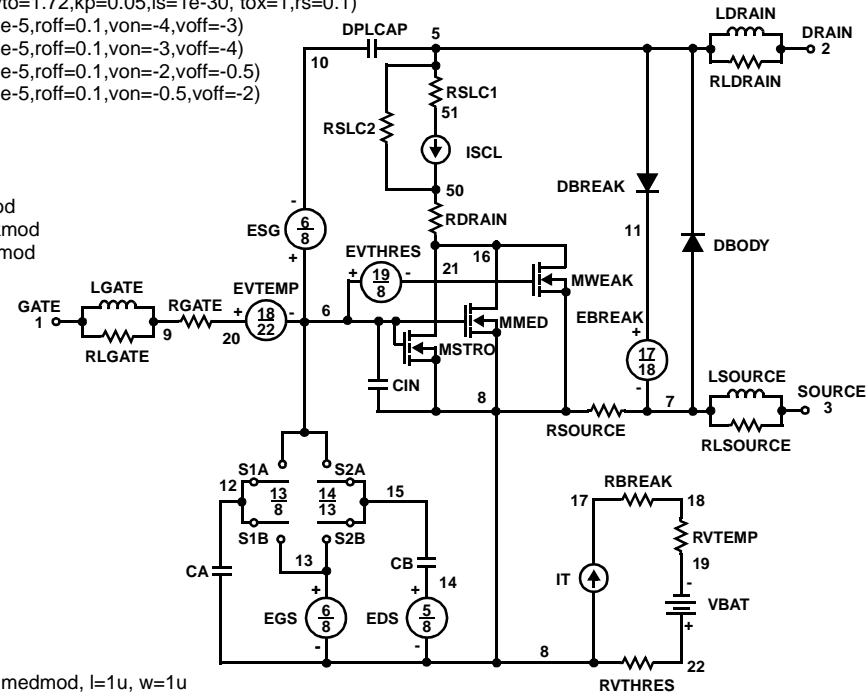 vto=1.72,kp=0.05,is=1e-30, tox=1,rs=0.1)
e-5,roff=0.1,von=-4,voff=-3)
e-5,roff=0.1,von=-3,voff=-4)
e-5,roff=0.1,von=-2,voff=-0.5)
e-5,roff=0.1,von=-0.5,voff=-2)
DPLCAP
5
10
LDRAIN
DRAIN
2
RLDRAIN
RSLC1
51
RSLC2
ISCL
50
RDRAIN
DBREAK
11
DBODY
od
amod
mod
ESG
-
6
8
+
EVTHRES
+
19
8
-
21
16
MWEAK
LGATE
GATE
1
RLGATE
9
RGATE
20
EVTEMP
+
18
22
-
6
MMED
MSTRO
EBREAK
+
17
18
-
CIN
8
RSOURCE
7
LSOURCE
SOURCE
3
RLSOURCE
S1A
S2A
12
13
8
14
13
15
S1B
S2B
13
CA
CB
14
EGS
+
6
8
-
EDS
+
5
8
-
RBREAK
17
18
RVTEMP
19
IT
-
VBAT
+
8
22
RVTHRES
medmod, l=1u, w=1u